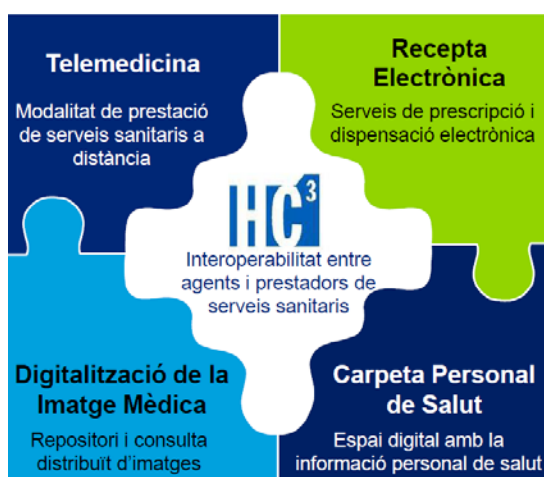 Telemedicina
Modalitat de prestació
de serveis sanitaris a
distància
Recepta
Electrònica
Serveis de prescripció i
dispensació electrònica
HC3
Interoperabilitat entre
agents i prestadors de
serveis sanitaris
Digitalització de la
Imatge Mèdica
Repositori i consulta
distribuït d'imatges
Carpeta Personal
de Salut
Espai digital amb la
informació personal de salut